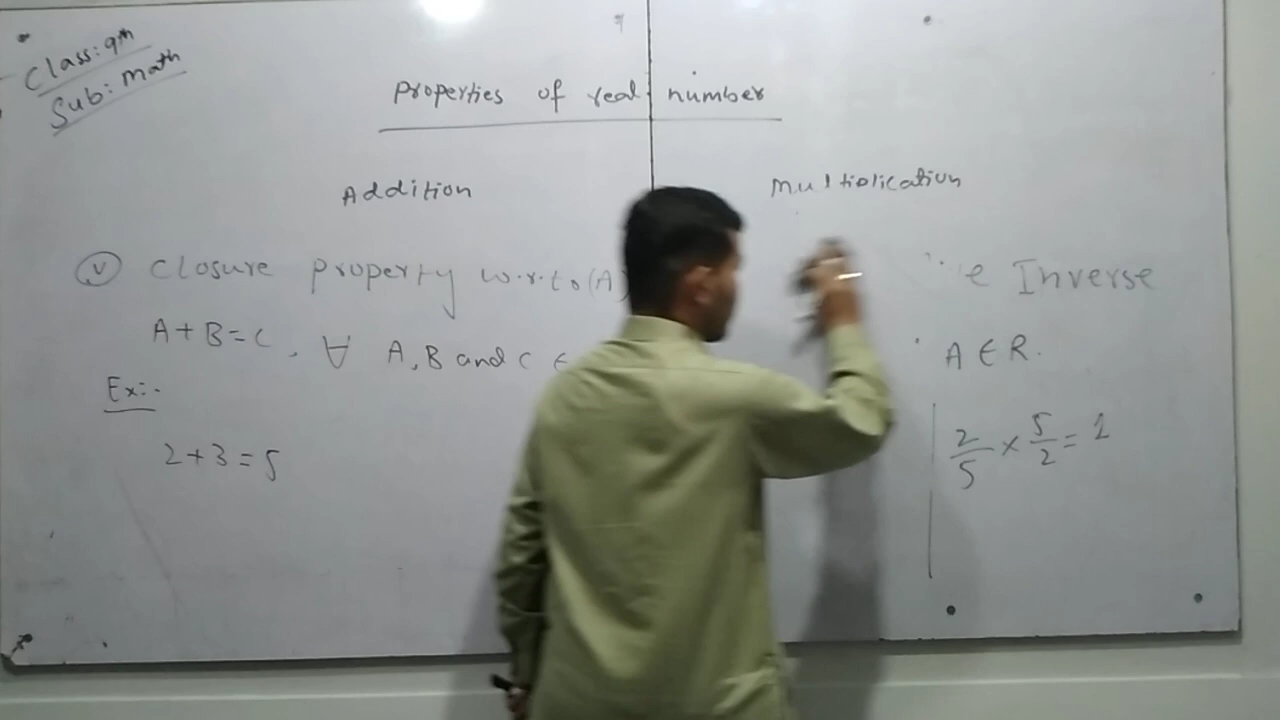 Class: 9th
Sub: Math
Properties of real number
Addition
Multiplication
(v) Closure property w.r.to (A
A+B=C, ∀ A,B and C ∈
Ex:-
2+3=5
e Inverse
A ∈ R.
2/5 × 5/2 = 1